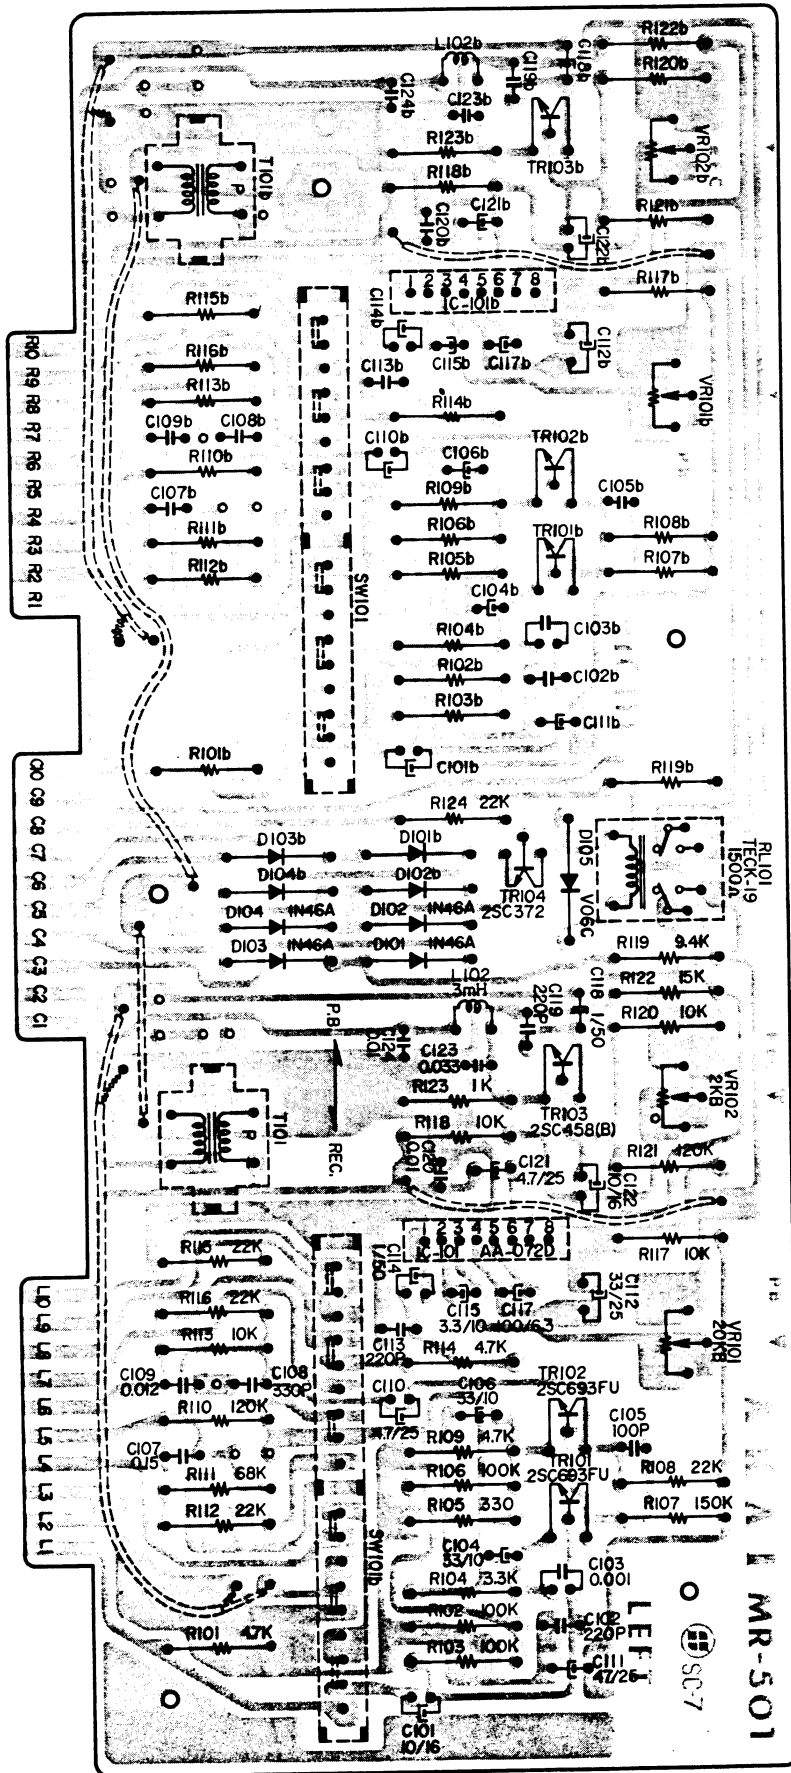 R122b
L102b
C119b
C118b
R120b
C124b
C123b
R123b
TR103b
VR102b
T101b
P
R118b
C120b
C121b
R121b
C122b
1 2 3 4 5 6 7 8
IC-101b
R117b
C114b
R115b
C112b
R116b
C113b
C115b
C117b
R113b
R114b
VR101b
C109b
C108b
C110b
TR102b
C106b
R110b
R109b
C105b
C107b
R111b
R106b
TR101b
R108b
R112b
R105b
R107b
R10 R9 R8 R7 R6 R5 R4 R3 R2 R1
SW101
C104b
R104b
C103b
R102b
C102b
R103b
C111b
R101b
C101b
R119b
R124 22K
D103b
D101b
D105
V06C
RL101
TECK-19
1500Ω
D104b
D102b
TR104
2SC372
D104 1N46A
D102 1N46A
D103 1N46A
D101 1N46A
R119 9.4K
C10 C9 C8 C7 C6 C5 C4 C3 C2 C1
L102
3mH
C119
220P
C118
1/50
R122 15K
R120 10K
P.B
REC.
C124
0.01
C123
0.033
R123 1K
TR103
2SC458(B)
VR102
2KB
T101
P
R118 10K
C120
0.01
C121
4.7/25
R121 120K
C122
10/16
1 2 3 4 5 6 7 8
IC-101 AA-072D
R117 10K
R115 22K
C114
1/50
C112
33/25
R116 22K
C115
3.3/10
C117
100/6.3
R113 10K
C113
220P
R114 4.7K
VR101
20KB
C109
0.012
C108
330P
C110
4.7/25
C106
33/10
TR102
2SC693FU
R110 120K
C105
100P
C107
0.15
R109 4.7K
TR101
2SC693FU
R111 68K
R106 100K
R108 22K
R112 22K
R105 330
R107 150K
L10 L9 L8 L7 L6 L5 L4 L3 L2 L1
SW101b
C104
33/10
R104 3.3K
C103
0.001
R102 100K
C102
220P
R101 47K
R103 100K
C111
47/25
C101
10/16
AKAI MR-501
SC-7